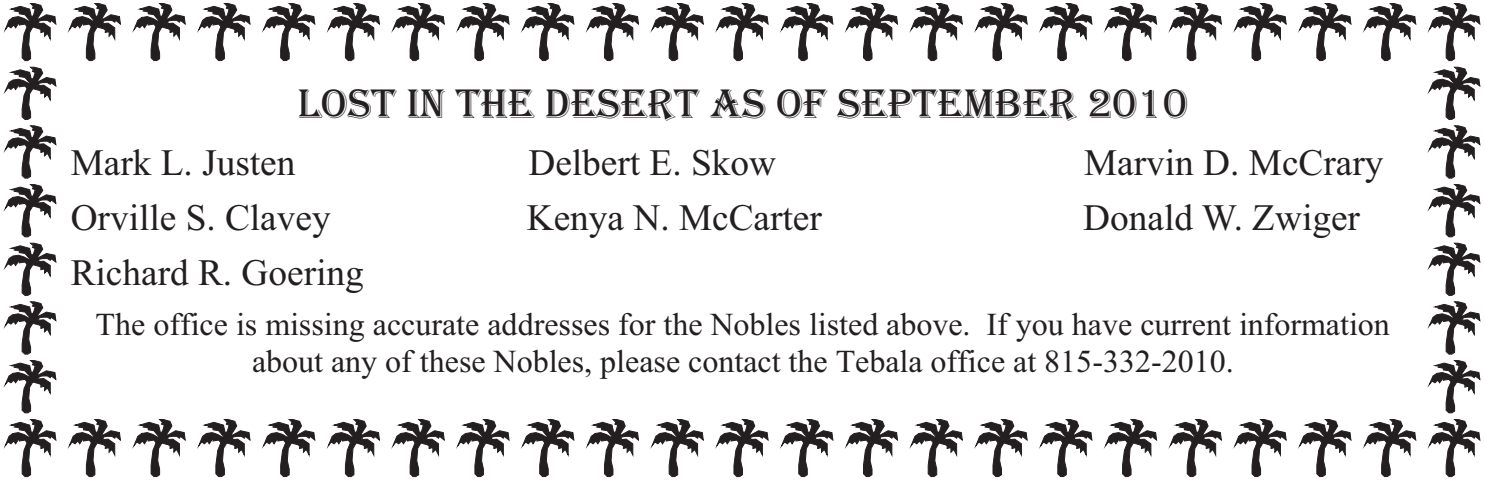 LOST IN THE DESERT AS OF SEPTEMBER 2010
Mark L. Justen Delbert E. Skow Marvin D. McCrary
Orville S. Clavey Kenya N. McCarter Donald W. Zwiger
Richard R. Goering
The office is missing accurate addresses for the Nobles listed above. If you have current information
about any of these Nobles, please contact the Tebala office at 815-332-2010.